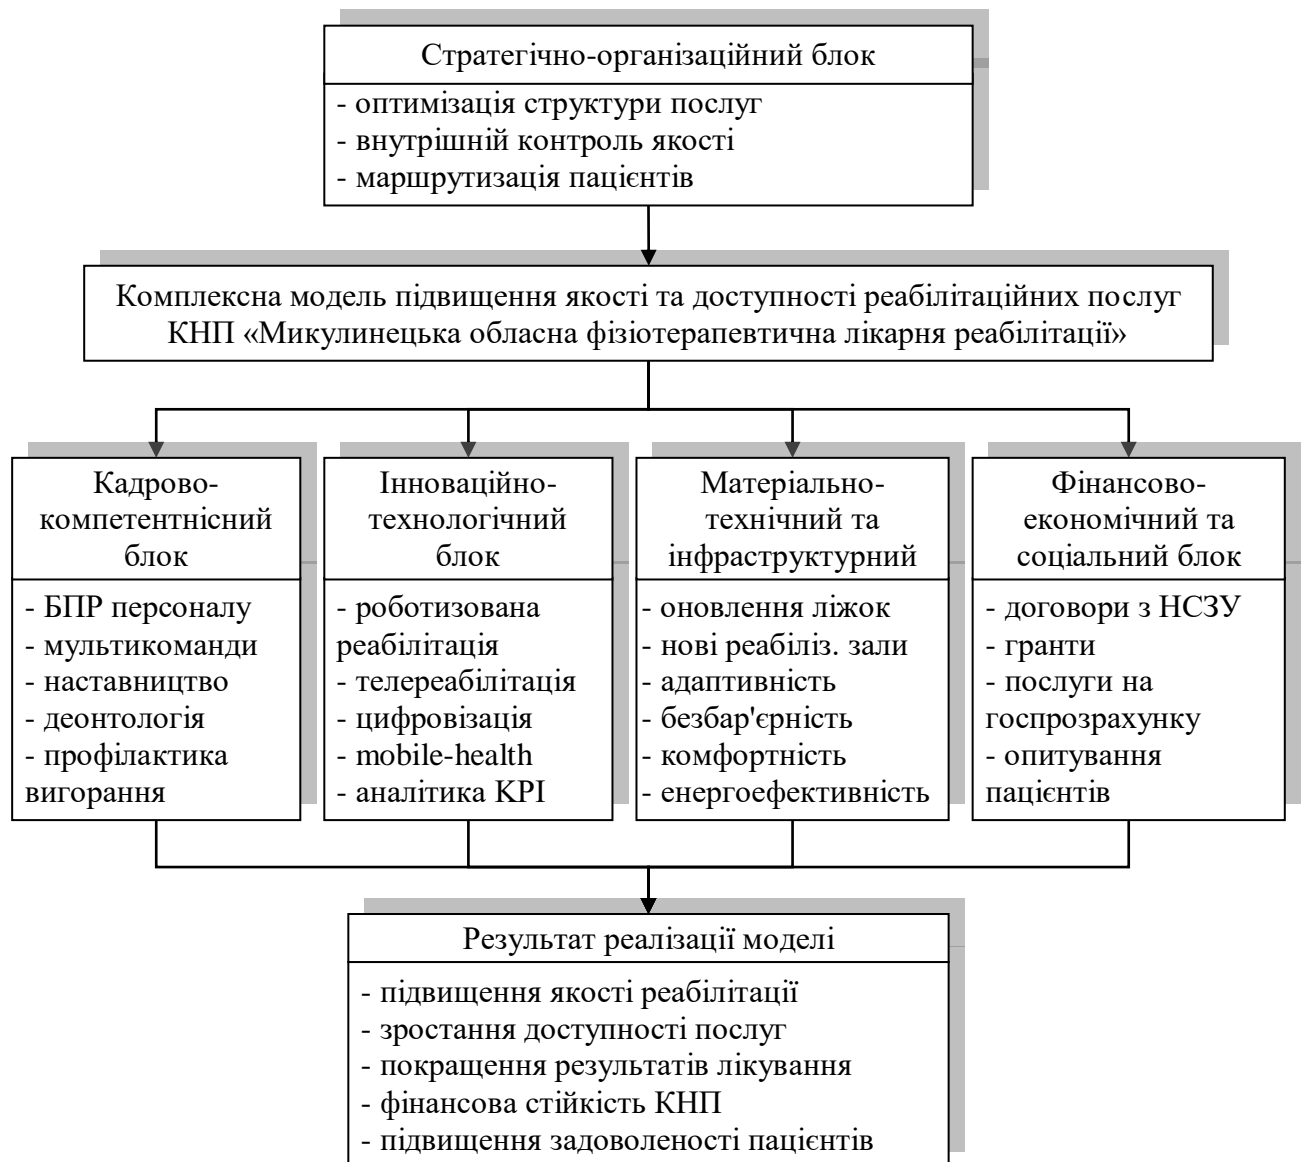 Стратегічно-організаційний блок
- оптимізація структури послуг
- внутрішній контроль якості
- маршрутизація пацієнтів
Комплексна модель підвищення якості та доступності реабілітаційних послуг
КНП «Микулинецька обласна фізіотерапевтична лікарня реабілітації»
Кадрово-
компетентнісний
блок
- БПР персоналу
- мультикоманди
- наставництво
- деонтологія
- профілактика
вигорання
Інноваційно-
технологічний
блок
- роботизована
реабілітація
- телереабілітація
- цифровізація
- mobile-health
- аналітика KPI
Матеріально-
технічний та
інфраструктурний
- оновлення ліжок
- нові реабіліз. зали
- адаптивність
- безбар'єрність
- комфортність
- енергоефективність
Фінансово-
економічний та
соціальний блок
- договори з НСЗУ
- гранти
- послуги на
госпрозрахунку
- опитування
пацієнтів
Результат реалізації моделі
- підвищення якості реабілітації
- зростання доступності послуг
- покращення результатів лікування
- фінансова стійкість КНП
- підвищення задоволеності пацієнтів